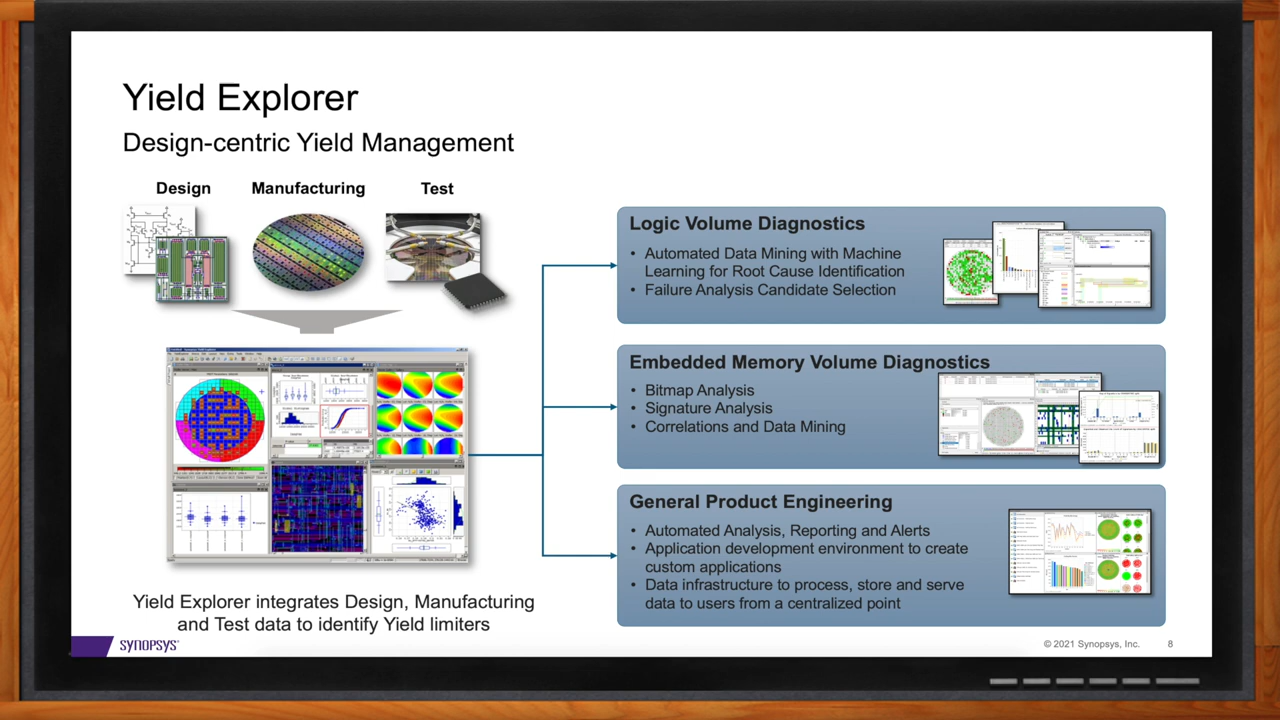 Yield Explorer
Design-centric Yield Management
Design
Manufacturing
Test
Yield Explorer integrates Design, Manufacturing
and Test data to identify Yield limiters
Logic Volume Diagnostics
• Automated Data Mining with Machine
Learning for Root Cause Identification
• Failure Analysis Candidate Selection
Embedded Memory Volume Diagnostics
• Bitmap Analysis
• Signature Analysis
• Correlations and Data Mining
General Product Engineering
• Automated Analysis, Reporting and Alerts
• Application development environment to create
custom applications
• Data infrastructure to process, store and serve
data to users from a centralized point
SYNOPSYS®
© 2021 Synopsys, Inc.
8